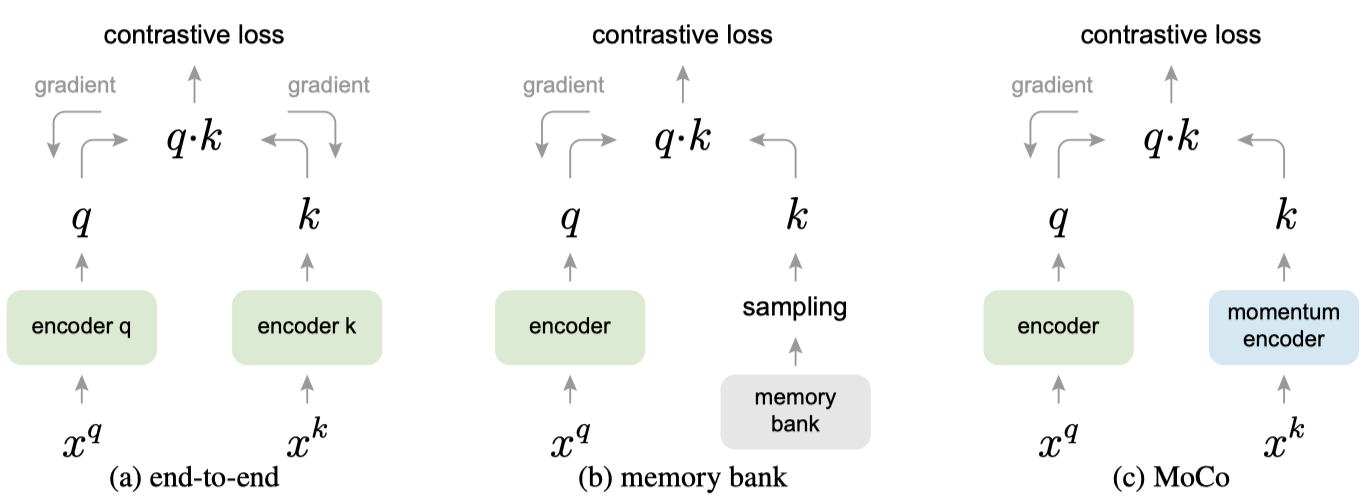 contrastive loss
gradient
gradient
q·k
q
k
encoder q
encoder k
x^q
x^k
(a) end-to-end
contrastive loss
gradient
q·k
q
k
sampling
encoder
memory
bank
x^q
(b) memory bank
contrastive loss
gradient
q·k
q
k
encoder
momentum
encoder
x^q
x^k
(c) MoCo